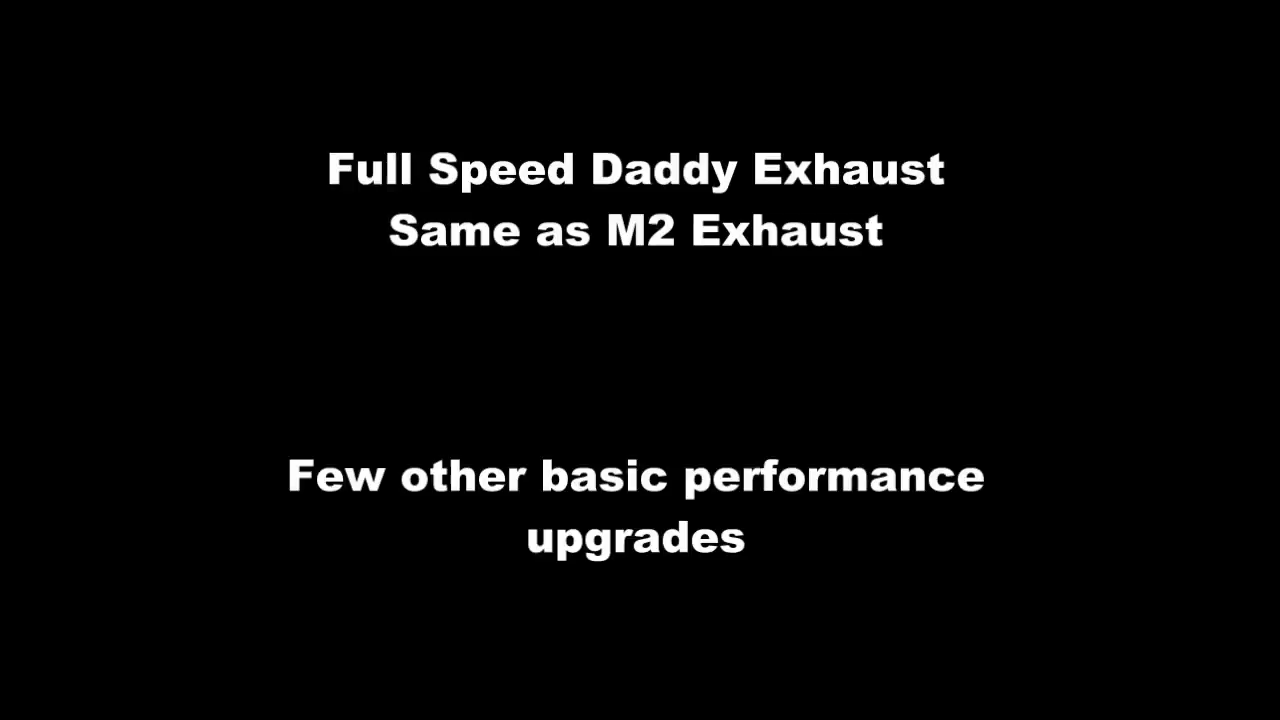 Full Speed Daddy Exhaust
Same as M2 Exhaust
Few other basic performance
upgrades